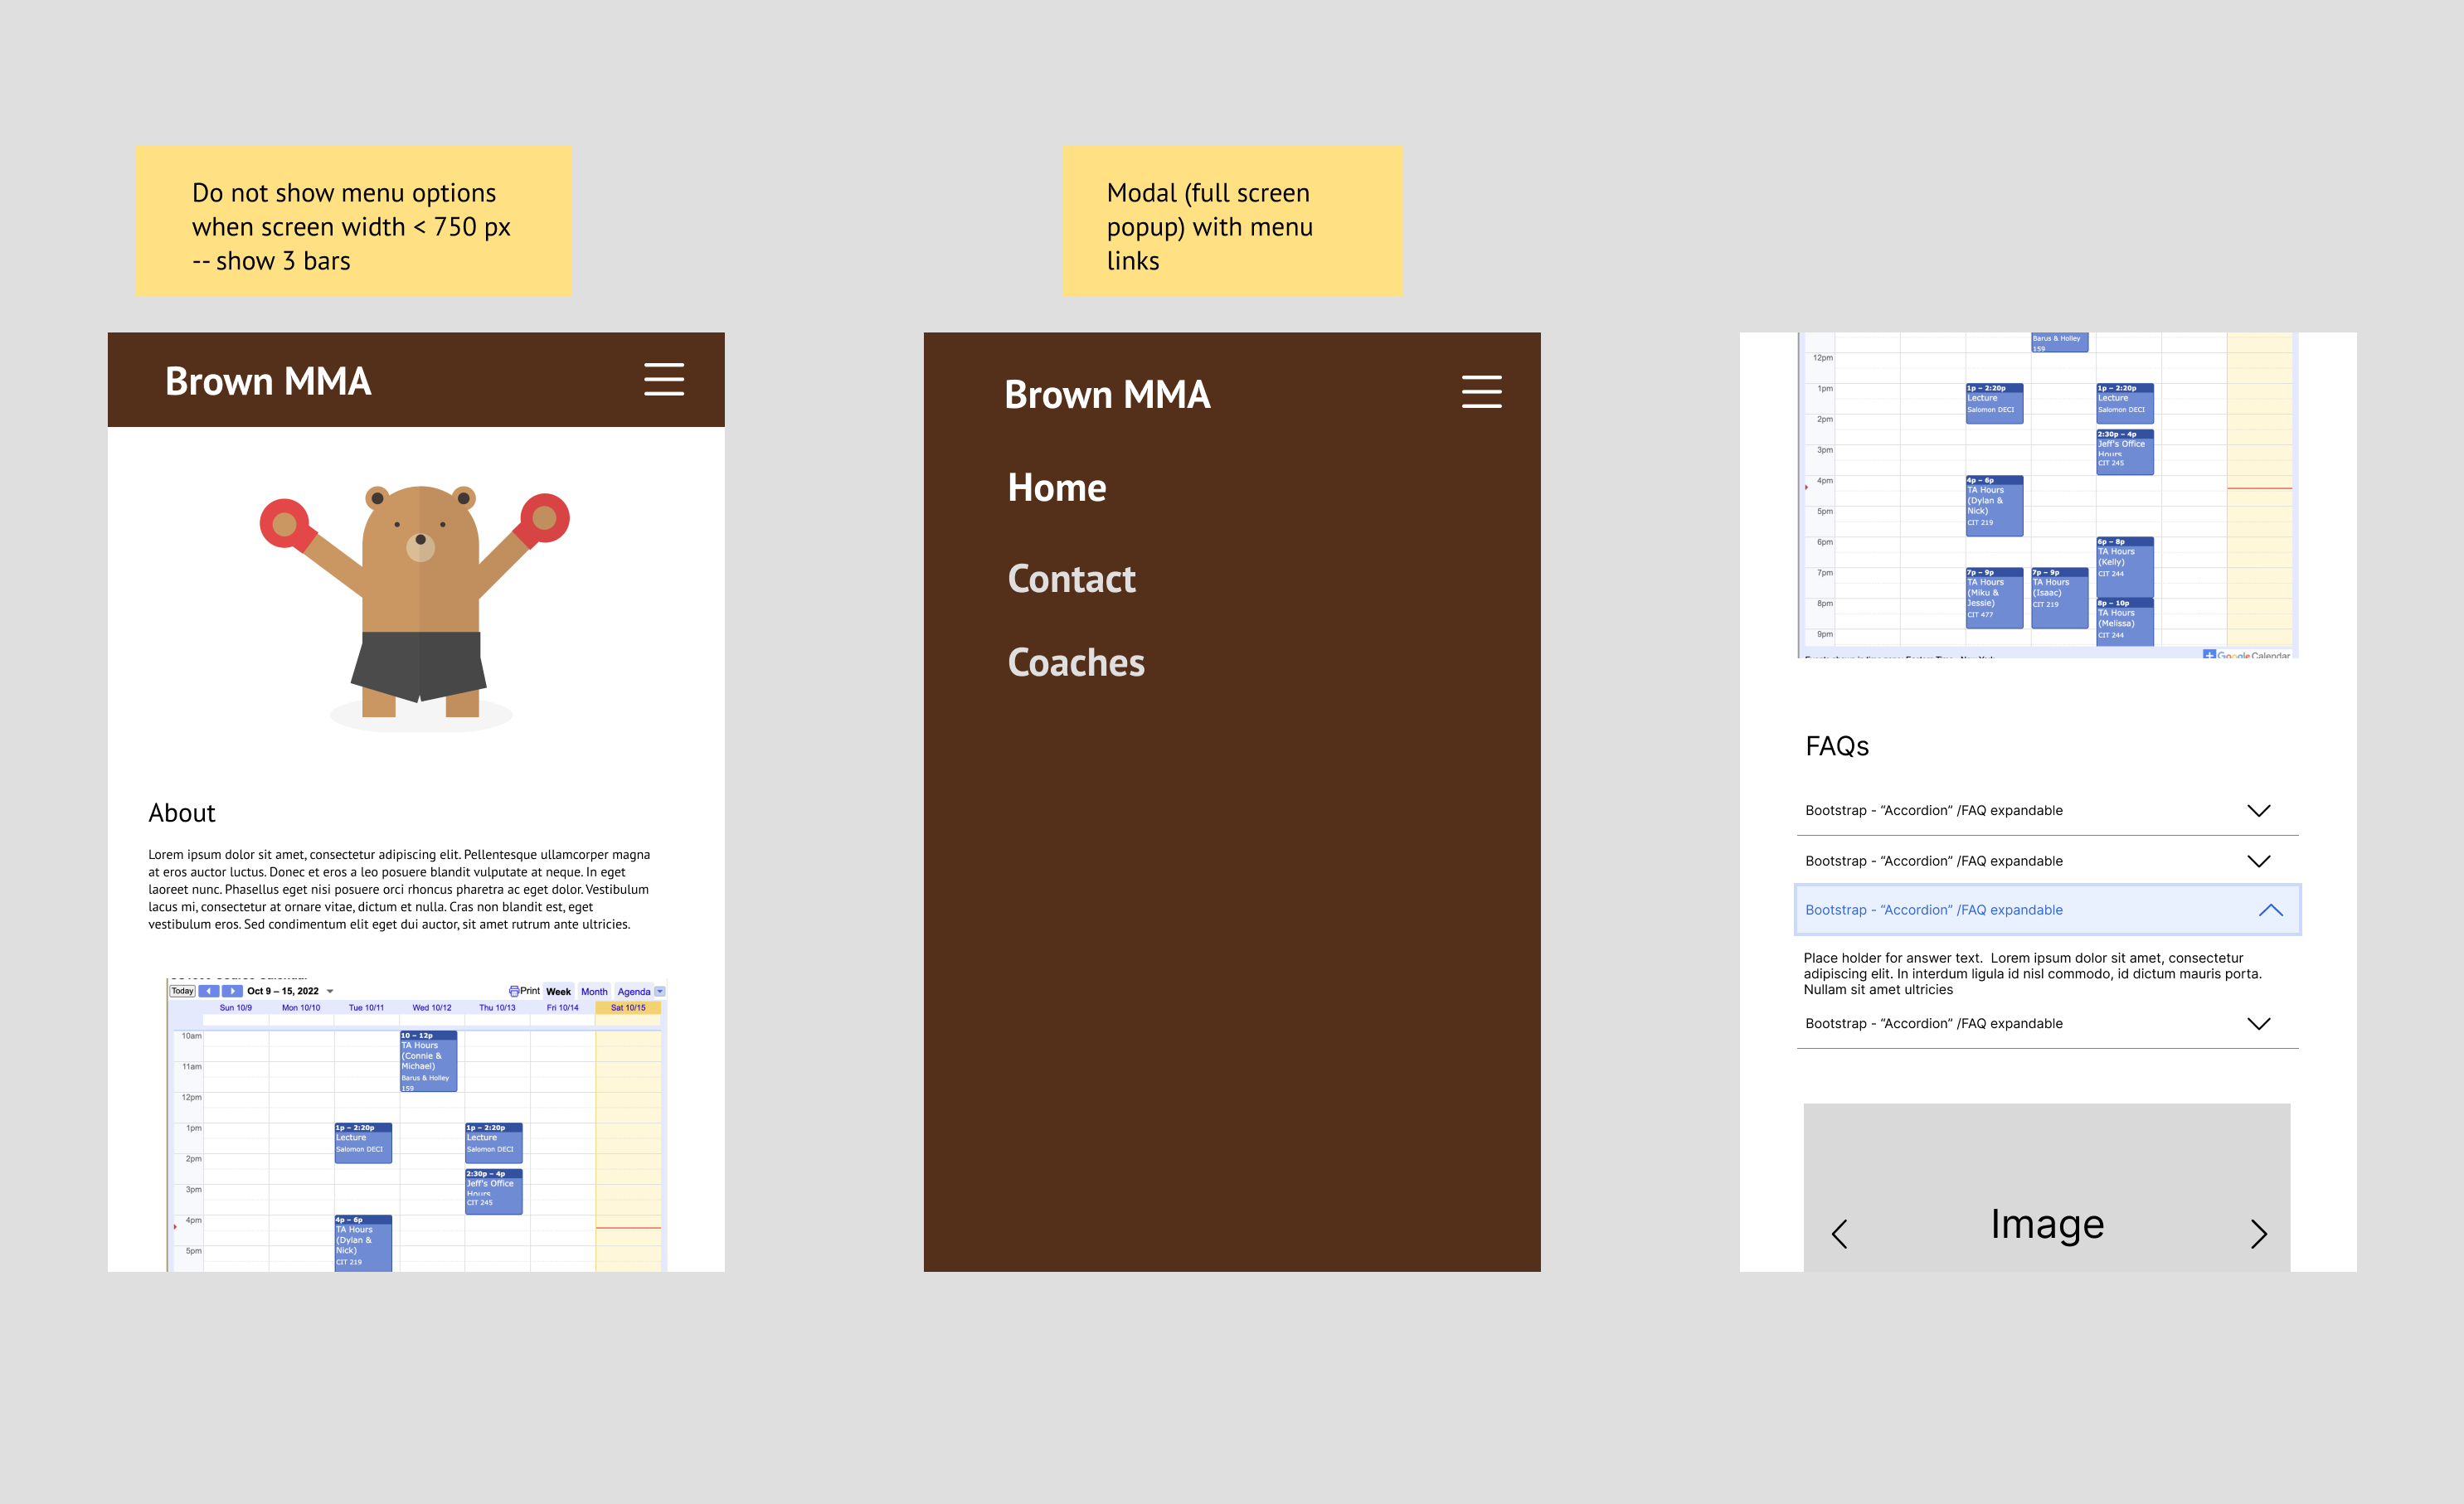 Do not show menu options
when screen width < 750 px
-- show 3 bars
Modal (full screen
popup) with menu
links
Brown MMA
About
Lorem ipsum dolor sit amet, consectetur adipiscing elit. Pellentesque ullamcorper magna
at eros auctor luctus. Donec et eros a leo posuere blandit vulputate at neque. In eget
laoreet nunc. Phasellus eget nisi posuere orci rhoncus pharetra ac eget dolor. Vestibulum
lacus mi, consectetur at ornare vitae, dictum et nulla. Cras non blandit est, eget
vestibulum eros. Sed condimentum elit eget dui auctor, sit amet rutrum ante ultricies.
Today Oct 9 – 15, 2022 Print Week Month Agenda
Sun 10/9 Mon 10/10 Tue 10/11 Wed 10/12 Thu 10/13 Fri 10/14 Sat 10/15
10am
10 – 12p
TA Hours
(Connie &
Michael)
Barus & Holley
159
11am
12pm
1pm
1p – 2:20p
Lecture
Salomon DECI
1p – 2:20p
Lecture
Salomon DECI
2pm
2:30p – 4p
Jeff's Office
Hours
CIT 245
3pm
4pm
4p – 6p
TA Hours
(Dylan &
Nick)
CIT 219
5pm
Brown MMA
Home
Contact
Coaches
Barus & Holley
159
12pm
1pm
1p – 2:20p
Lecture
Salomon DECI
1p – 2:20p
Lecture
Salomon DECI
2pm
2:30p – 4p
Jeff's Office
Hours
CIT 245
3pm
4pm
4p – 6p
TA Hours
(Dylan &
Nick)
CIT 219
5pm
6pm
6p – 8p
TA Hours
(Kelly)
CIT 244
7pm
7p – 9p
TA Hours
(Miku &
Jessie)
CIT 477
7p – 9p
TA Hours
(Isaac)
CIT 219
8pm
8p – 10p
TA Hours
(Melissa)
CIT 244
9pm
Google Calendar
FAQs
Bootstrap - “Accordion” /FAQ expandable
Bootstrap - “Accordion” /FAQ expandable
Bootstrap - “Accordion” /FAQ expandable
Place holder for answer text.  Lorem ipsum dolor sit amet, consectetur
adipiscing elit. In interdum ligula id nisl commodo, id dictum mauris porta.
Nullam sit amet ultricies
Bootstrap - “Accordion” /FAQ expandable
Image